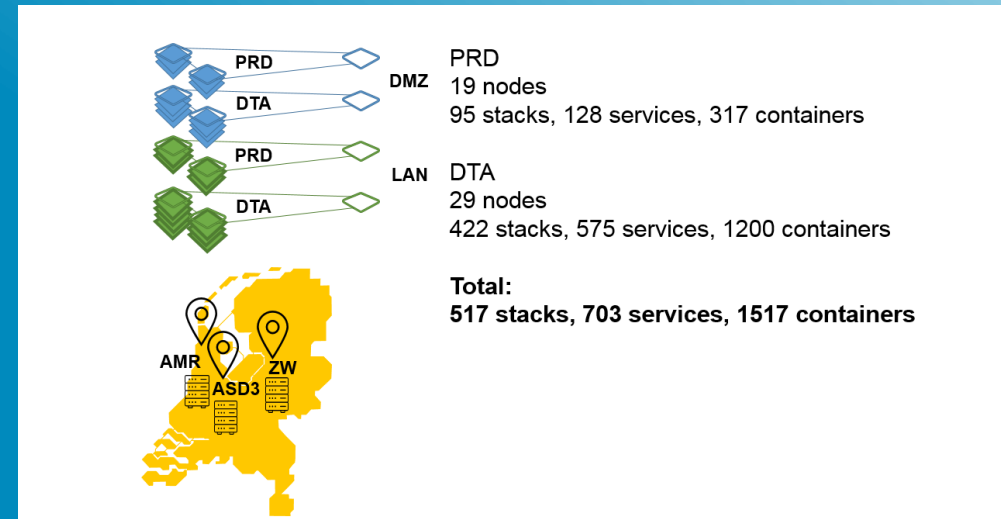 PRD
DMZ
DTA
PRD
LAN
DTA
PRD
19 nodes
95 stacks, 128 services, 317 containers
DTA
29 nodes
422 stacks, 575 services, 1200 containers
Total:
517 stacks, 703 services, 1517 containers
AMR
ZW
ASD3